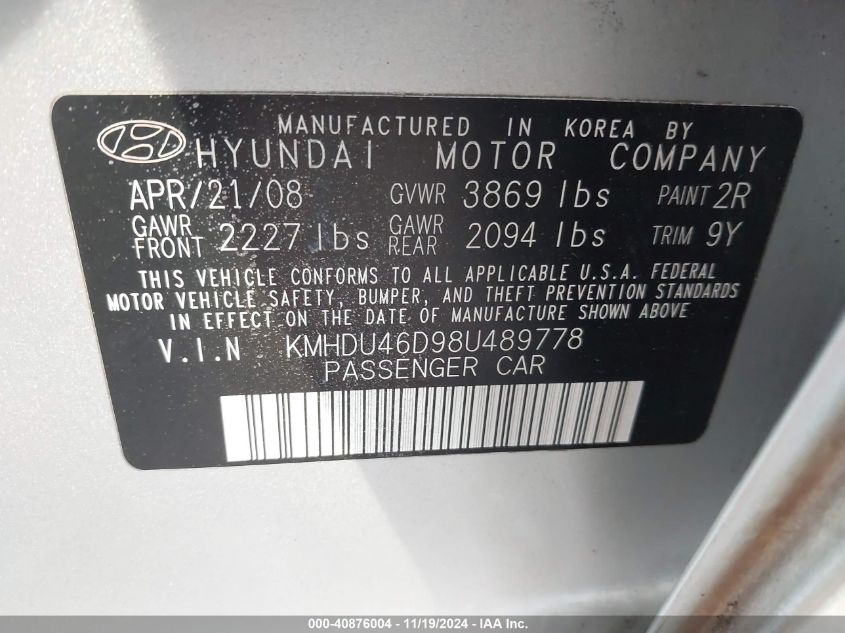 MANUFACTURED IN KOREA BY
HYUNDAI MOTOR COMPANY
APR/21/08 GVWR 3869 lbs PAINT 2R
GAWR FRONT 2227 lbs GAWR REAR 2094 lbs TRIM 9Y
THIS VEHICLE CONFORMS TO ALL APPLICABLE U.S.A. FEDERAL
MOTOR VEHICLE SAFETY, BUMPER, AND THEFT PREVENTION STANDARDS
IN EFFECT ON THE DATE OF MANUFACTURE SHOWN ABOVE.
V.I.N KMHDU46D98U489778
PASSENGER CAR
000-40876004 - 11/19/2024 - IAA Inc.